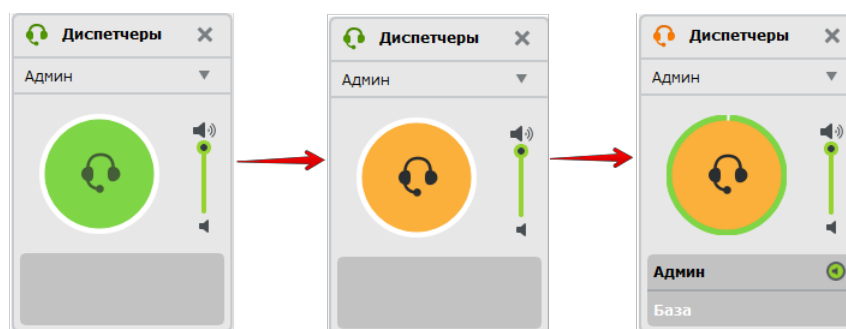 Диспетчеры
Админ
Диспетчеры
Админ
Диспетчеры
Админ
Админ
База